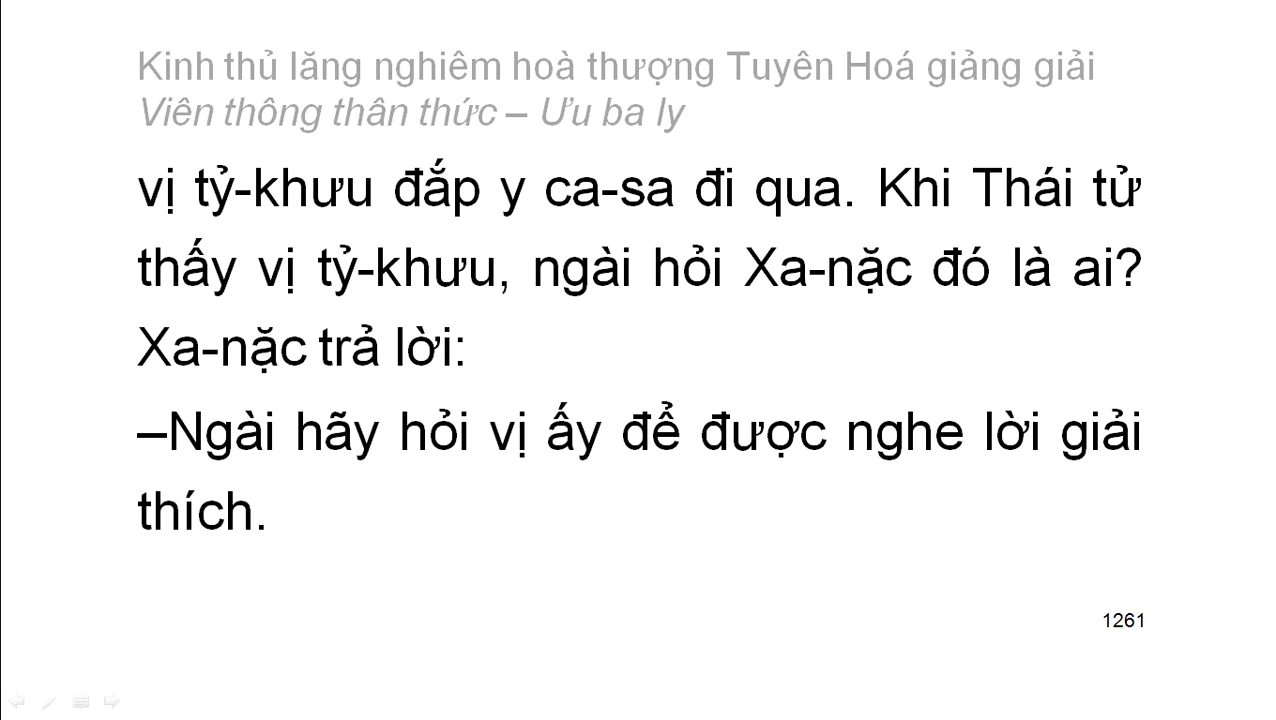 Kinh thủ lăng nghiêm hoà thượng Tuyên Hoá giảng giải
Viên thông thân thức – Ưu ba ly
vị tỷ-khưu đắp y ca-sa đi qua. Khi Thái tử
thấy vị tỷ-khưu, ngài hỏi Xa-nặc đó là ai?
Xa-nặc trả lời:
–Ngài hãy hỏi vị ấy để được nghe lời giải
thích.
1261